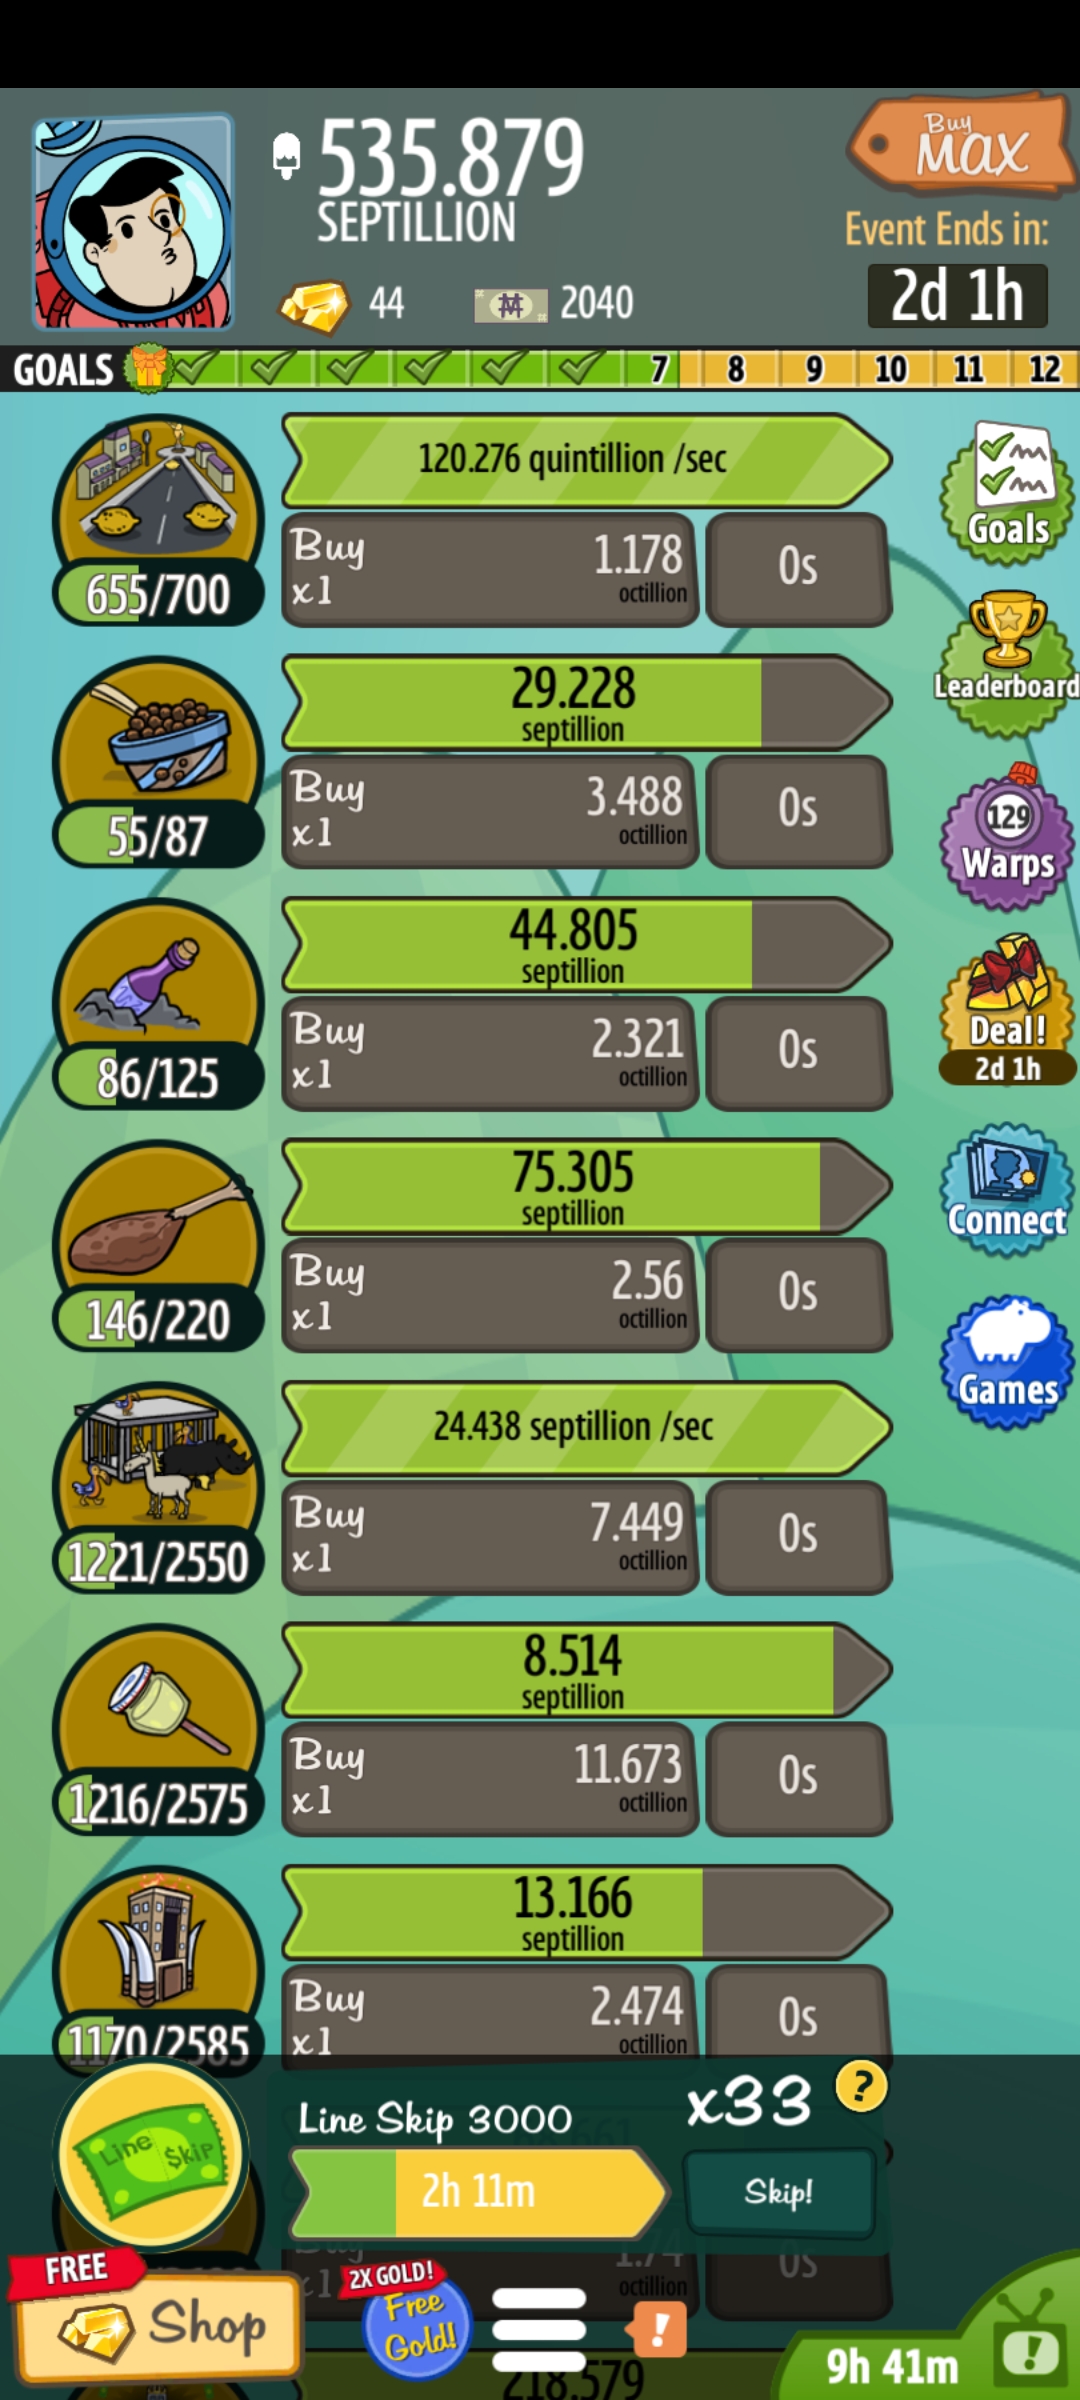 535.879
SEPTILLION
Buy
MAX
Event Ends in:
2d 1h
44
2040
GOALS
7
8
9
10
11
12
120.276 quintillion /sec
655/700
Buy
x1
1.178
octillion
0s
Goals
29.228
septillion
55/87
Buy
x1
3.488
octillion
0s
Leaderboard
44.805
septillion
86/125
Buy
x1
2.321
octillion
0s
129
Warps
75.305
septillion
146/220
Buy
x1
2.56
octillion
0s
Deal!
2d 1h
24.438 septillion /sec
1221/2550
Buy
x1
7.449
octillion
0s
Connect
8.514
septillion
1216/2575
Buy
x1
11.673
octillion
0s
Games
13.166
septillion
1170/2585
Buy
x1
2.474
octillion
0s
Line Skip
Line Skip 3000
x33
?
2h 11m
Skip!
Buy
x1
1.74
octillion
0s
FREE
Shop
2X GOLD!
Free
Gold!
!
9h 41m
!
218.579